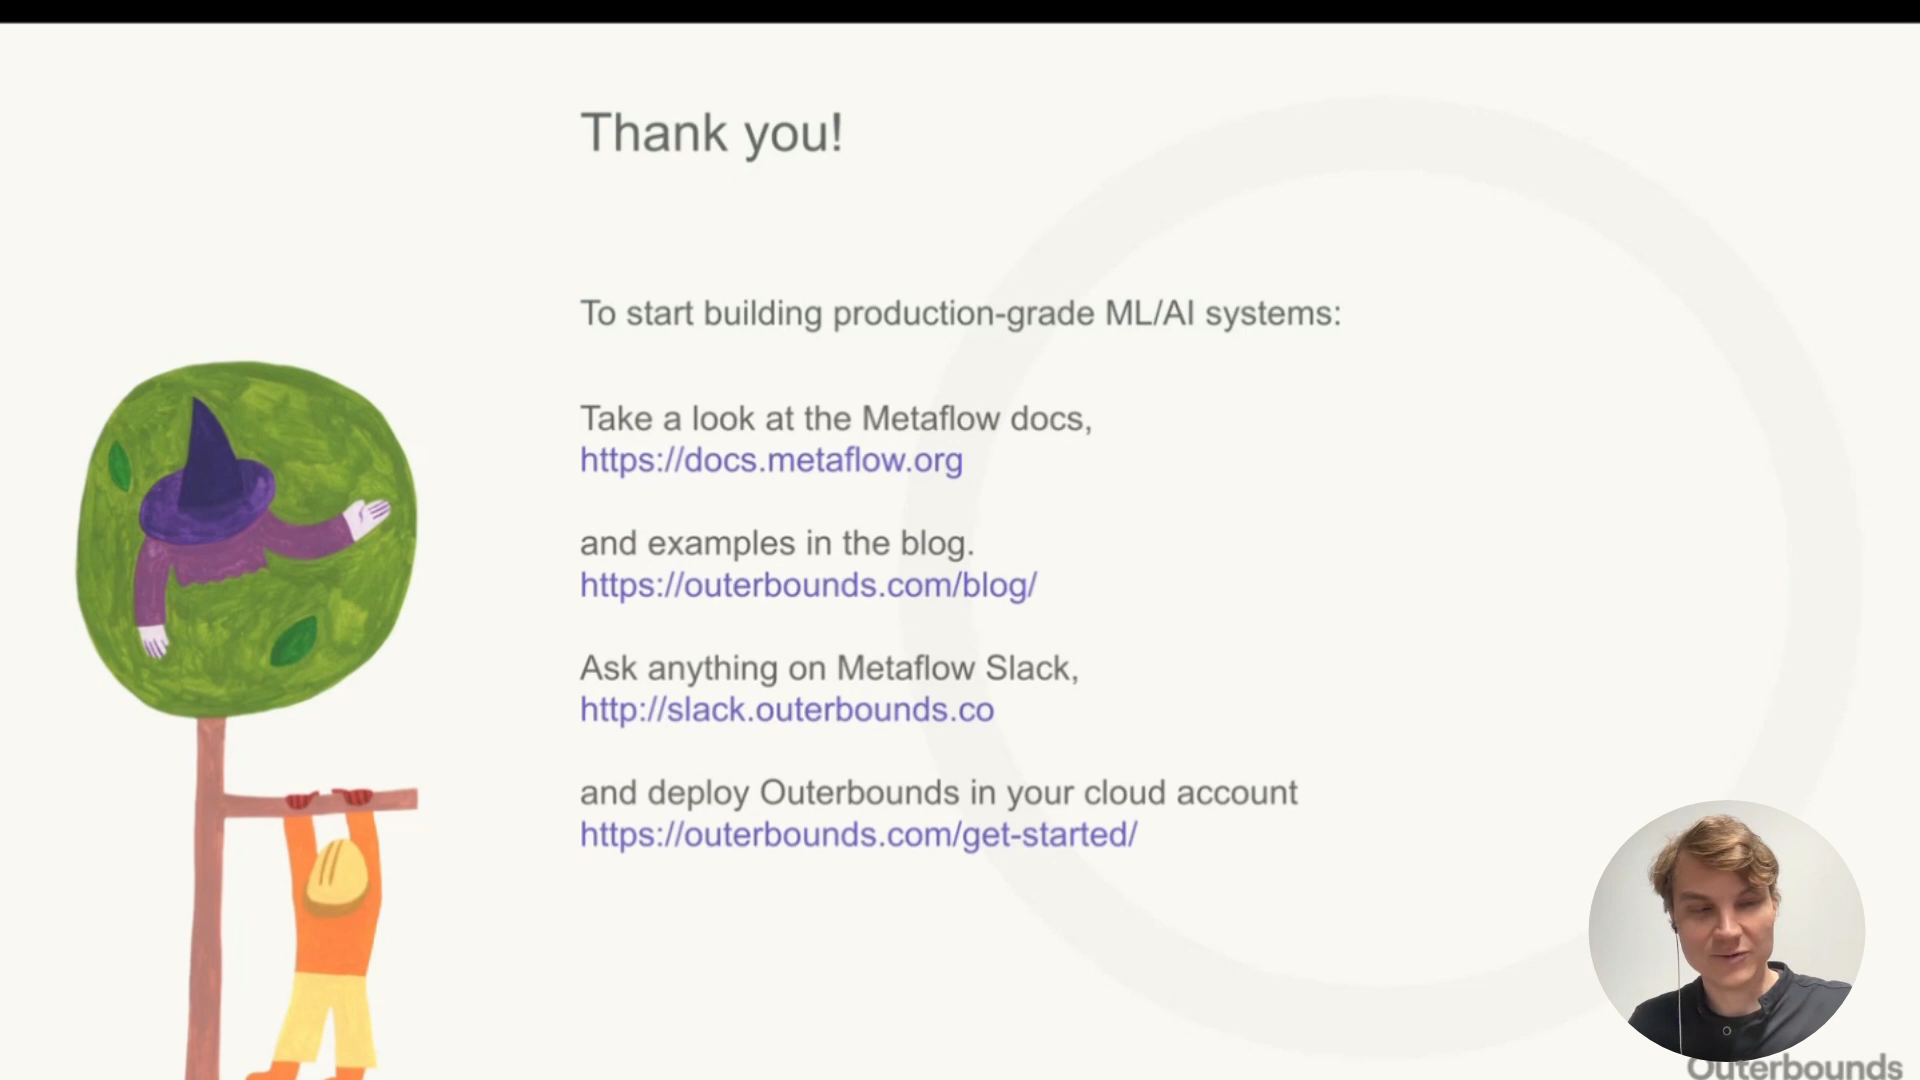 Thank you!
To start building production-grade ML/AI systems:
Take a look at the Metaflow docs,
https://docs.metaflow.org
and examples in the blog.
https://outerbounds.com/blog/
Ask anything on Metaflow Slack,
http://slack.outerbounds.co
and deploy Outerbounds in your cloud account
https://outerbounds.com/get-started/
Outerbounds